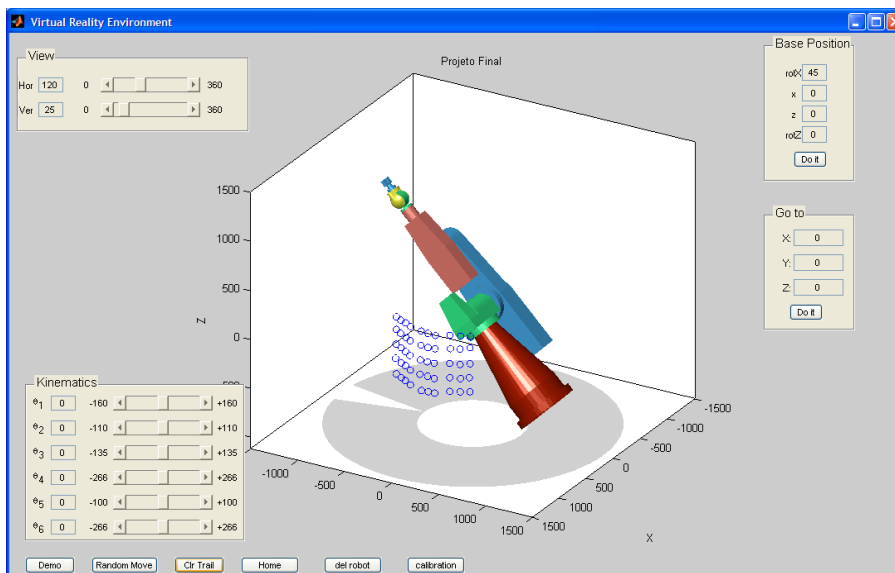 Virtual Reality Environment
View
Hor 120 0 360
Ver 25 0 360
Projeto Final
Base Position
rotX 45
x 0
z 0
rotZ 0
Do it
Go to
X: 0
Y: 0
Z: 0
Do it
1500
1000
500
0
Z
-1000
-500
0
500
1000
1500
-1500
-1000
-500
0
500
1000
1500
X
Kinematics
θ1 0 -160 +160
θ2 0 -110 +110
θ3 0 -135 +135
θ4 0 -266 +266
θ5 0 -100 +100
θ6 0 -266 +266
Demo Random Move Clr Trail Home del robot calibration